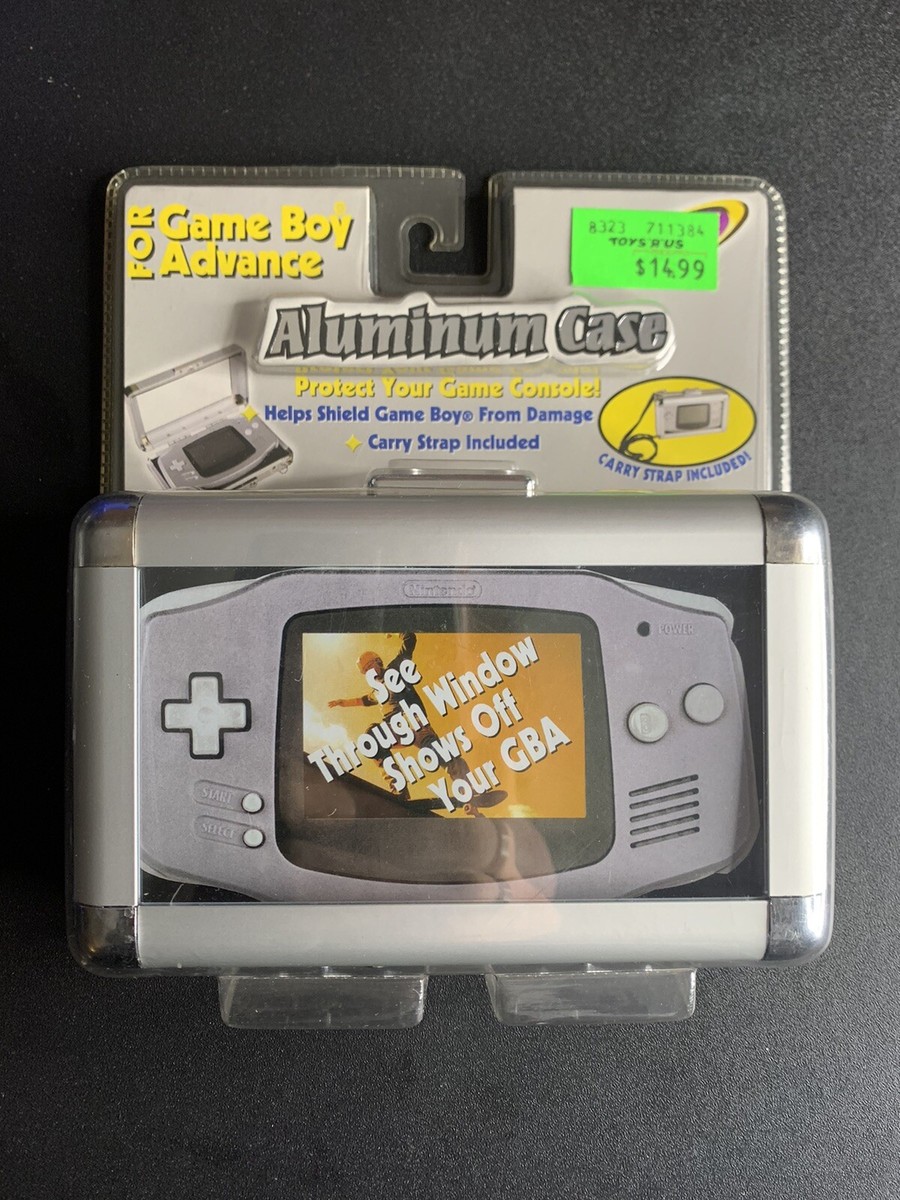 FOR
Game Boy®
Advance
8323 711384
TOYS R US
$14.99
Aluminum Case
Protect Your Game Console!
Helps Shield Game Boy® From Damage
Carry Strap Included
CARRY STRAP INCLUDED!
Nintendo
POWER
See
Through Window
Shows Off
Your GBA
B
START
SELECT